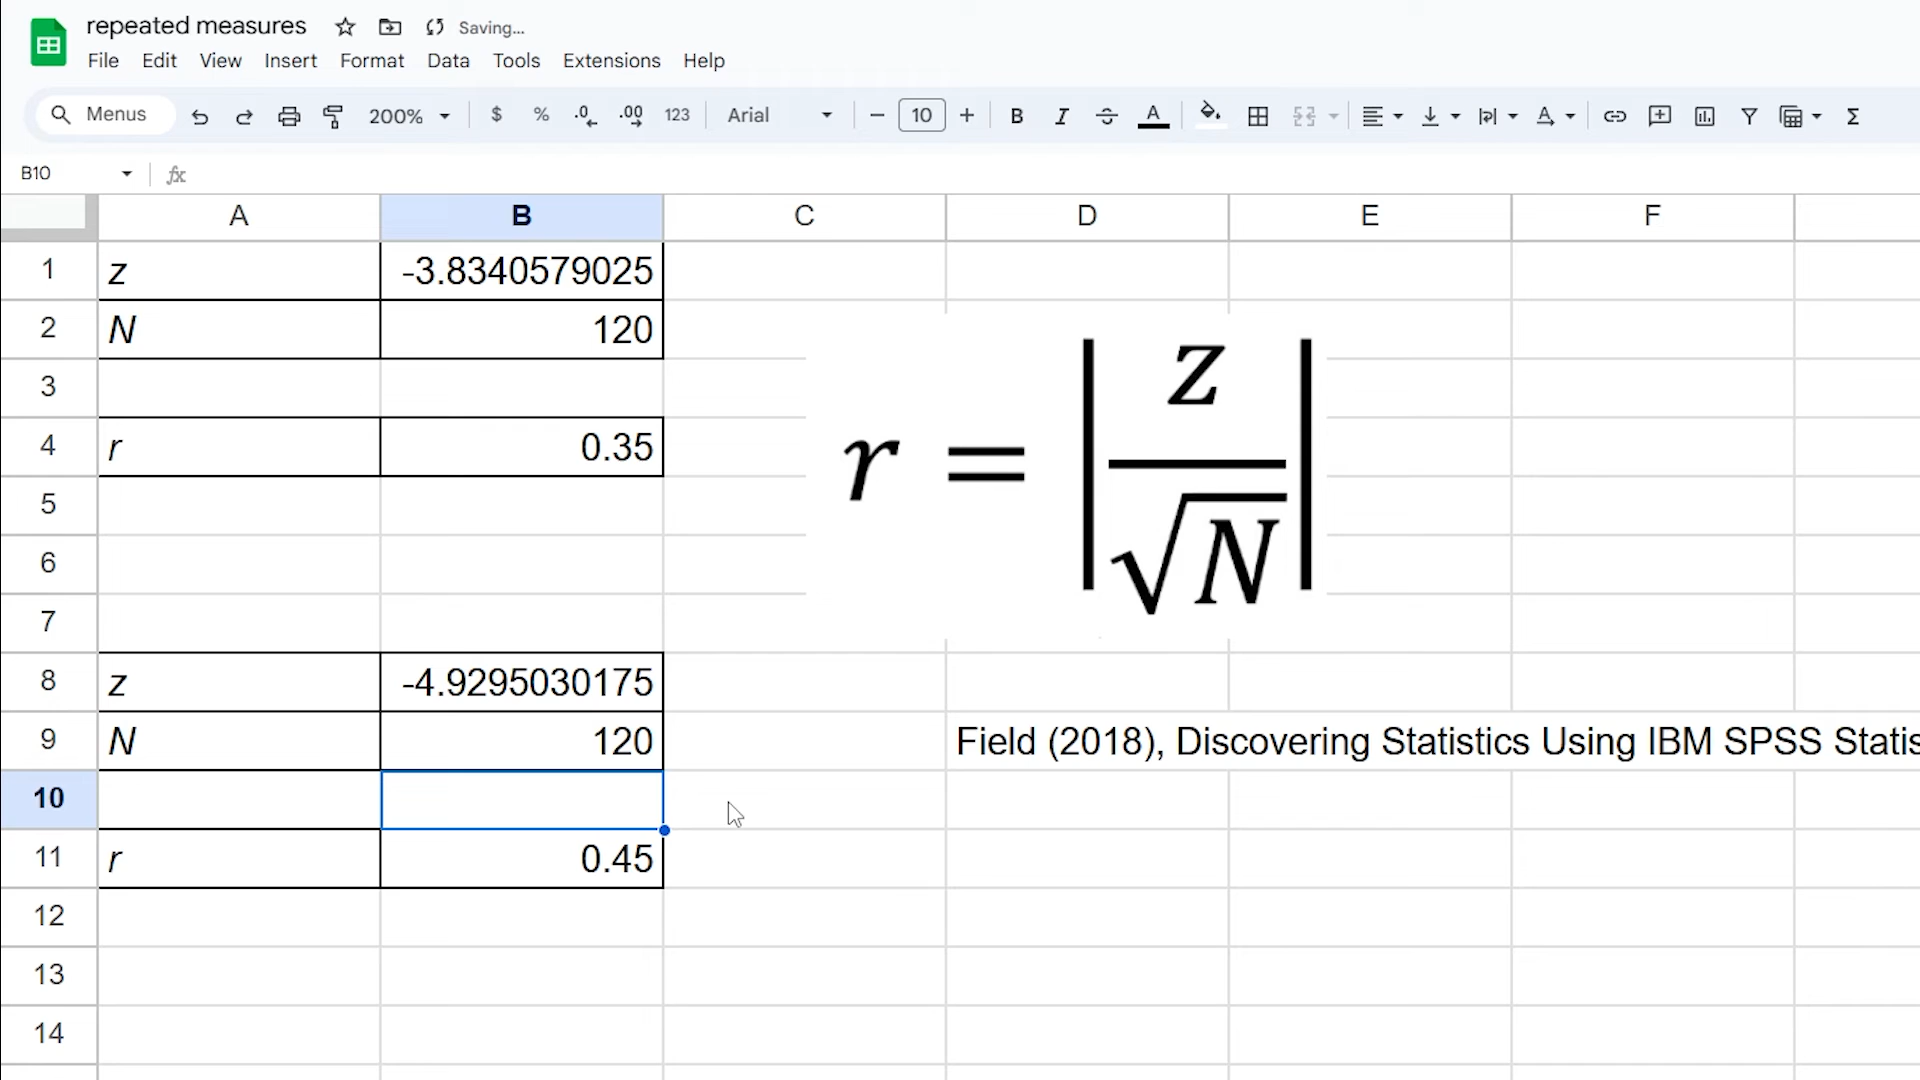 repeated measures Saving...
File Edit View Insert Format Data Tools Extensions Help
Menus 200% $ % .0 .00 123 Arial 10 B I S A A Σ
B10 fx
A B C D E F
1 z -3.8340579025
2 N 120
3
4 r 0.35
5
6
7
r = | z / √N |
8 z -4.9295030175
9 N 120 Field (2018), Discovering Statistics Using IBM SPSS Statis
10
11 r 0.45
12
13
14